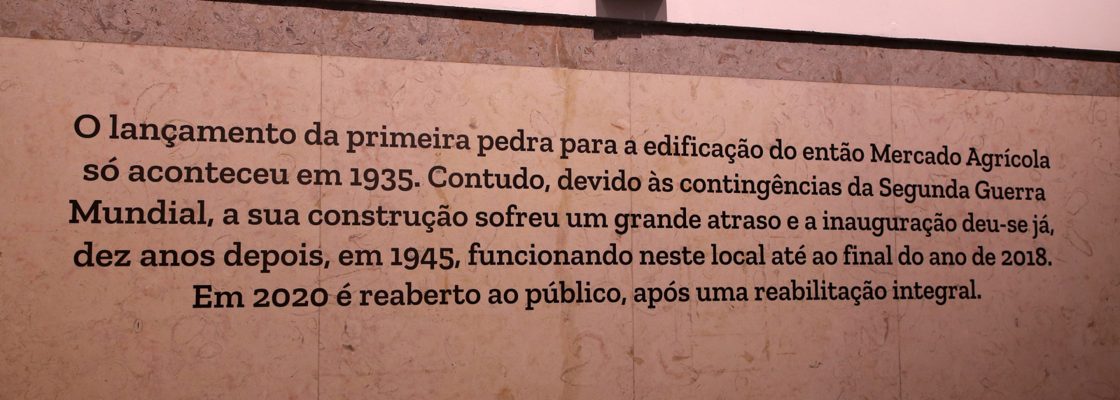 O lançamento da primeira pedra para a edificação do então Mercado Agrícola
só aconteceu em 1935. Contudo, devido às contingências da Segunda Guerra
Mundial, a sua construção sofreu um grande atraso e a inauguração deu-se já,
dez anos depois, em 1945, funcionando neste local até ao final do ano de 2018.
Em 2020 é reaberto ao público, após uma reabilitação integral.